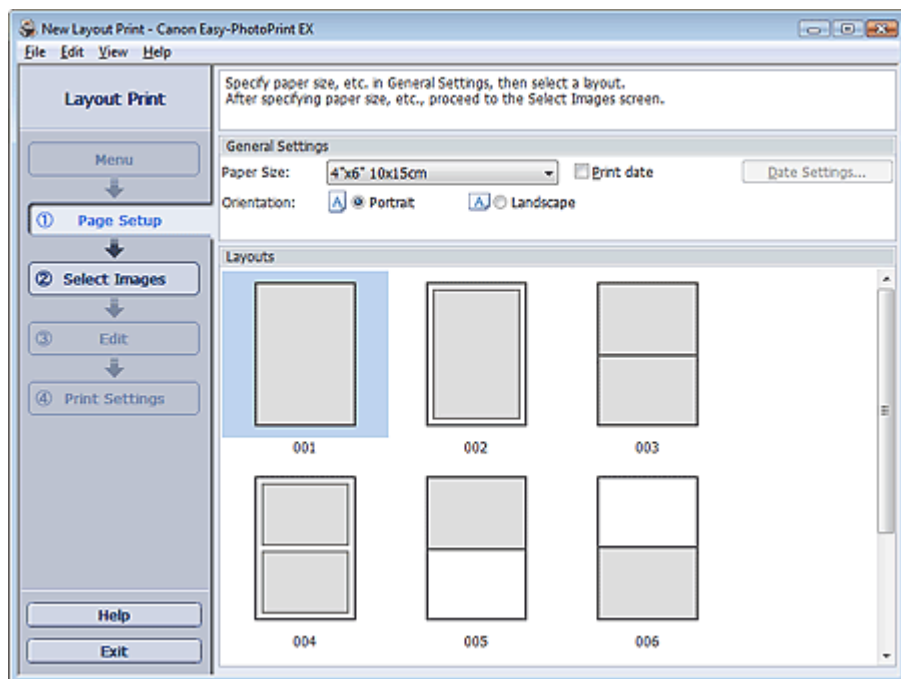 New Layout Print - Canon Easy-PhotoPrint EX
File Edit View Help
Layout Print
Specify paper size, etc. in General Settings, then select a layout.
After specifying paper size, etc., proceed to the Select Images screen.
Menu
① Page Setup
② Select Images
③ Edit
④ Print Settings
Help
Exit
General Settings
Paper Size: 4"x6" 10x15cm Print date Date Settings...
Orientation: A Portrait A Landscape
Layouts
001 002 003
004 005 006